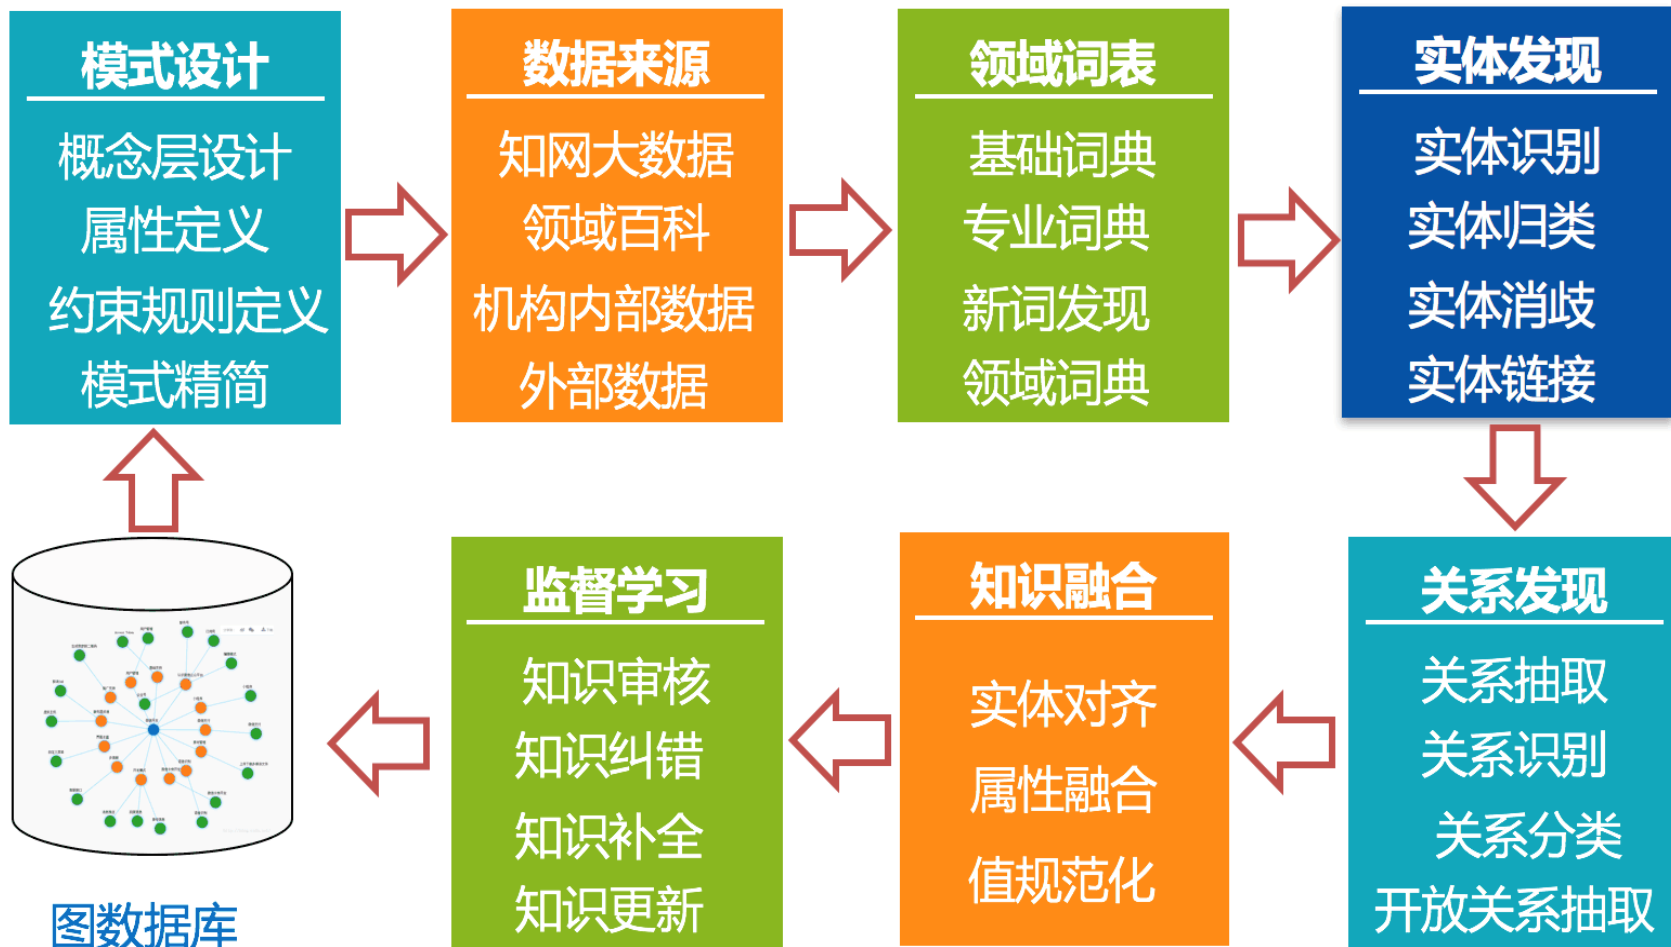 模式设计
概念层设计
属性定义
约束规则定义
模式精简
数据来源
知网大数据
领域百科
机构内部数据
外部数据
领域词表
基础词典
专业词典
新词发现
领域词典
实体发现
实体识别
实体归类
实体消歧
实体链接
关系发现
关系抽取
关系识别
关系分类
开放关系抽取
知识融合
实体对齐
属性融合
值规范化
监督学习
知识审核
知识纠错
知识补全
知识更新
图数据库